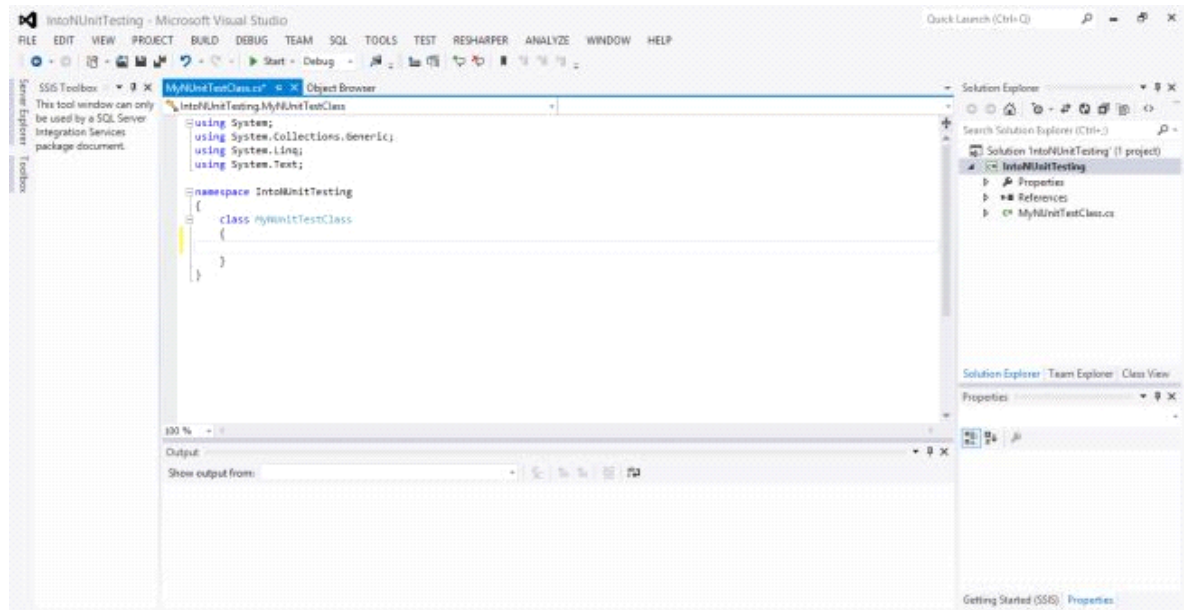 IntoNUnitTesting - Microsoft Visual Studio
Quick Launch (Ctrl+Q)
FILE EDIT VIEW PROJECT BUILD DEBUG TEAM SQL TOOLS TEST RESHARPER ANALYZE WINDOW HELP
Start Debug
Server Explorer
Toolbox
SSIS Toolbox
This tool window can only
be used by a SQL Server
Integration Services
package document.
MyNUnitTestClass.cs* Object Browser
IntoNUnitTesting.MyNUnitTestClass
using System;
using System.Collections.Generic;
using System.Linq;
using System.Text;
namespace IntoNUnitTesting
{
class MyNUnitTestClass
{
}
}
100 %
Output
Show output from:
Solution Explorer
Search Solution Explorer (Ctrl+;)
Solution 'IntoNUnitTesting' (1 project)
IntoNUnitTesting
Properties
References
C# MyNUnitTestClass.cs
Solution Explorer Team Explorer Class View
Properties
Getting Started (SSIS) Properties